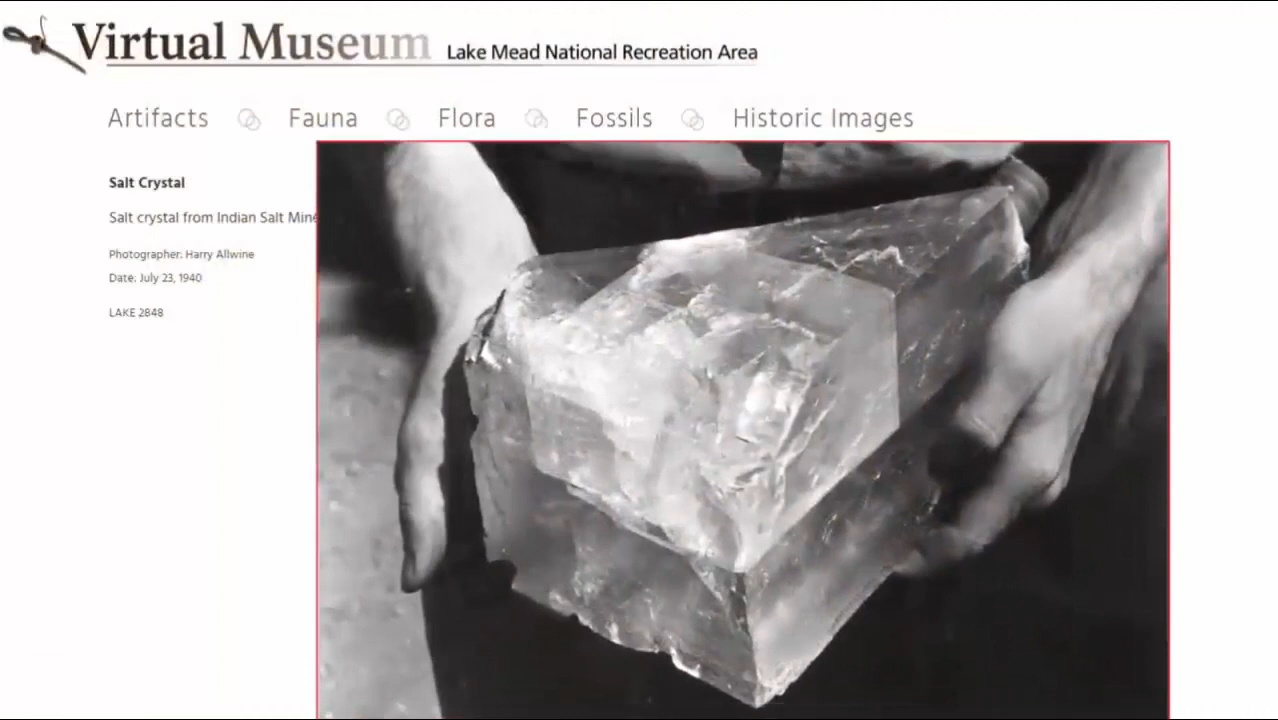 Virtual Museum Lake Mead National Recreation Area
Artifacts Fauna Flora Fossils Historic Images
Salt Crystal
Salt crystal from Indian Salt Mine
Photographer: Harry Allwine
Date: July 23, 1940
LAKE 2848